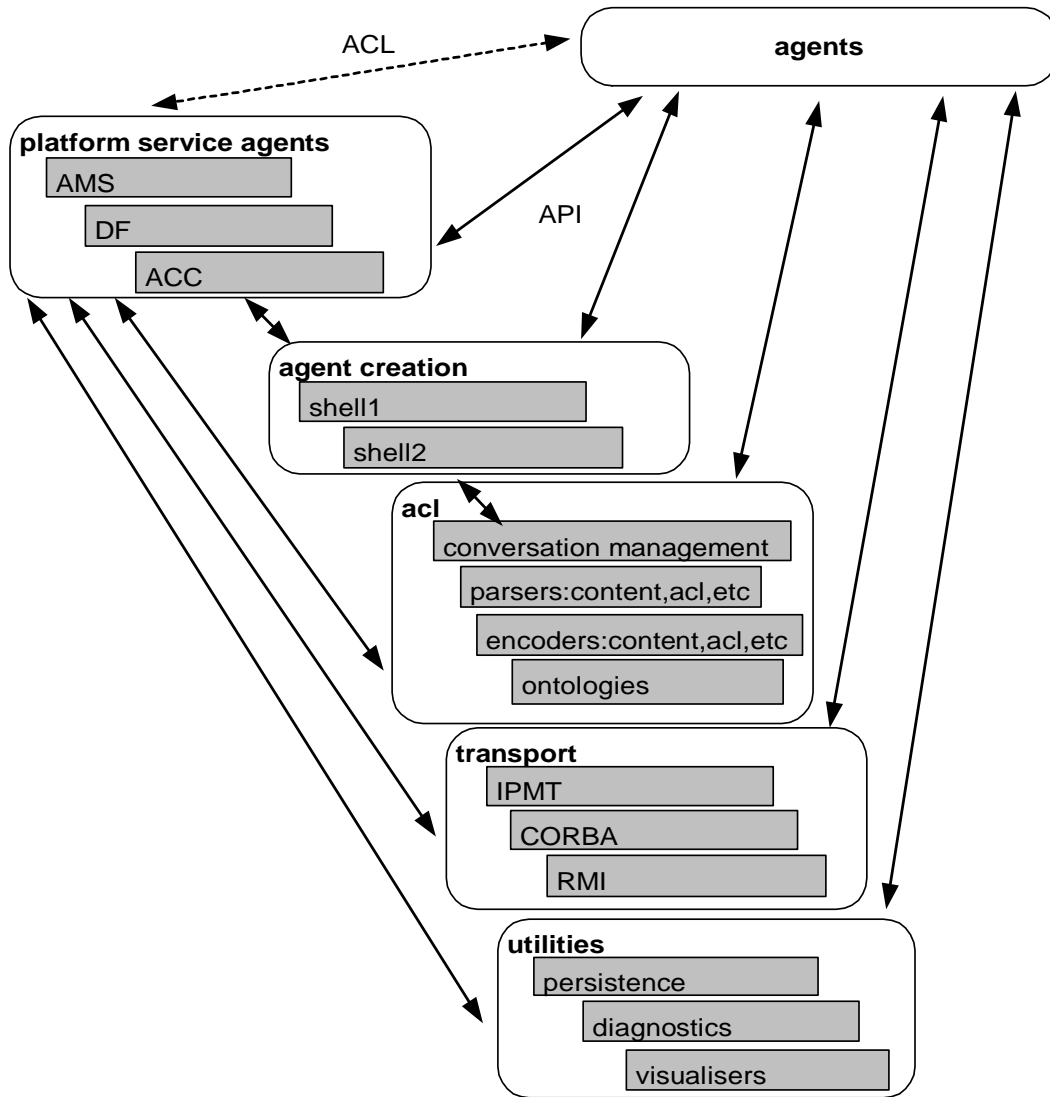 ACL
agents
platform service agents
AMS
DF
ACC
API
agent creation
shell1
shell2
acl
conversation management
parsers:content,acl,etc
encoders:content,acl,etc
ontologies
transport
IPMT
CORBA
RMI
utilities
persistence
diagnostics
visualisers